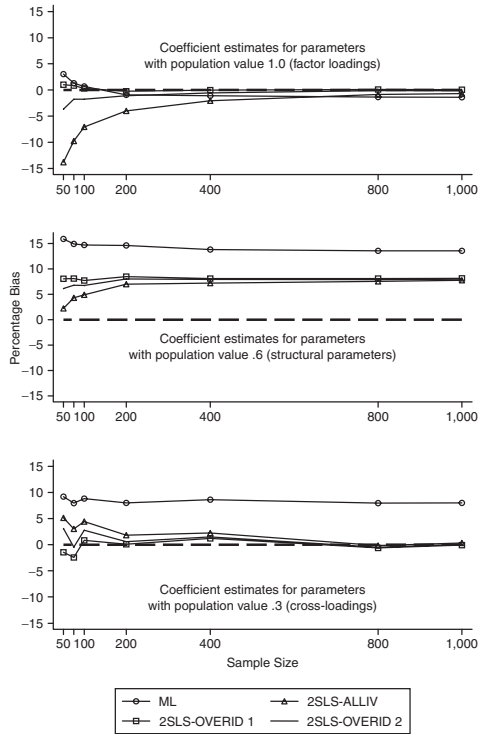 15
10
5
0
−5
−10
−15
Coefficient estimates for parameters
with population value 1.0 (factor loadings)
50 100 200 400 800 1,000
Percentage Bias
15
10
5
0
−5
−10
−15
Coefficient estimates for parameters
with population value .6 (structural parameters)
50 100 200 400 800 1,000
15
10
5
0
−5
−10
−15
Coefficient estimates for parameters
with population value .3 (cross-loadings)
50 100 200 400 800 1,000
Sample Size
ML 2SLS-ALLIV
2SLS-OVERID 1 2SLS-OVERID 2